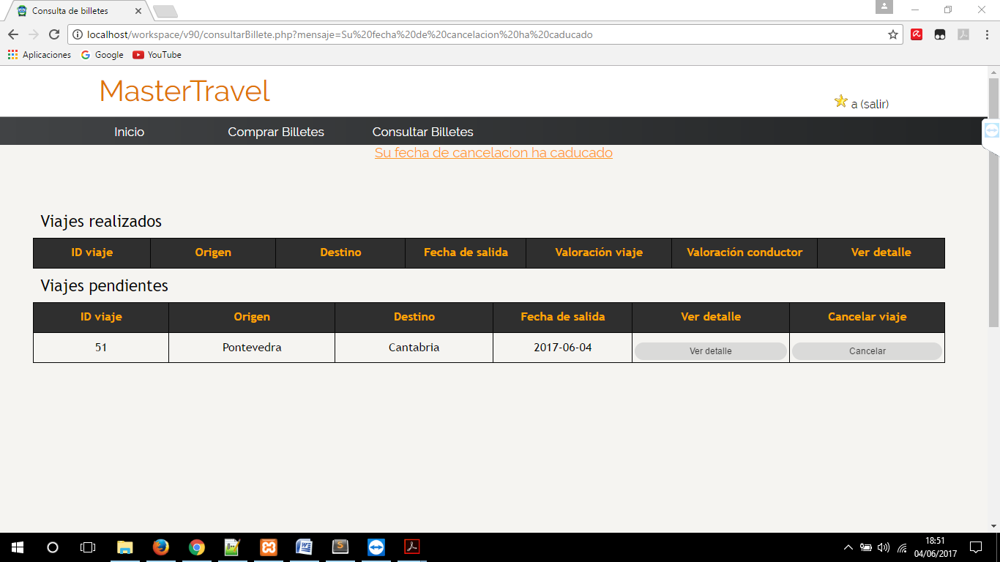 Consulta de billetes
localhost/workspace/v90/consultarBillete.php?mensaje=Su%20fecha%20de%20cancelacion%20ha%20caducado
Aplicaciones Google YouTube
MasterTravel
a (salir)
Inicio Comprar Billetes Consultar Billetes
Su fecha de cancelacion ha caducado
Viajes realizados
ID viaje Origen Destino Fecha de salida Valoración viaje Valoración conductor Ver detalle
Viajes pendientes
ID viaje Origen Destino Fecha de salida Ver detalle Cancelar viaje
51 Pontevedra Cantabria 2017-06-04 Ver detalle Cancelar
18:51
04/06/2017